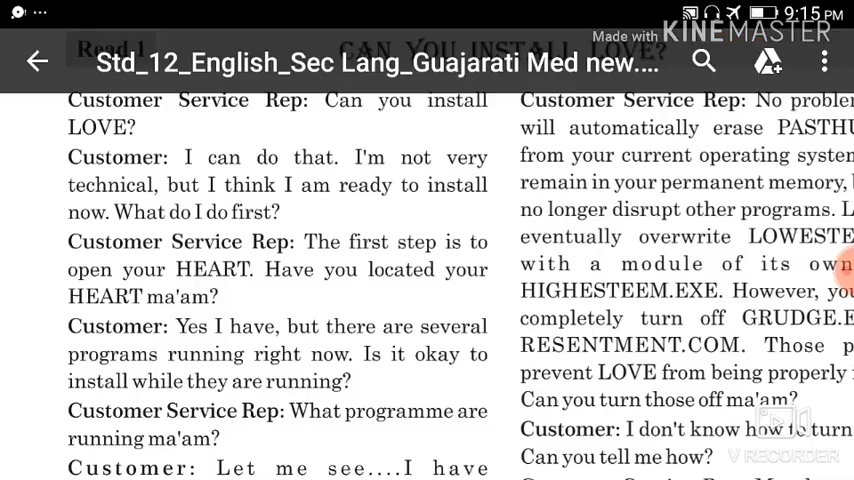 9:15 PM
Made with KINEMASTER
Read 1
CAN YOU INSTALL LOVE?
Std_12_English_Sec Lang_Guajarati Med new....
Customer Service Rep: Can you install
LOVE?
Customer: I can do that. I'm not very
technical, but I think I am ready to install
now. What do I do first?
Customer Service Rep: The first step is to
open your HEART. Have you located your
HEART ma'am?
Customer: Yes I have, but there are several
programs running right now. Is it okay to
install while they are running?
Customer Service Rep: What programme are
running ma'am?
Customer: Let me see....I have
Customer Service Rep: No problem
will automatically erase PASTHU
from your current operating system
remain in your permanent memory,
no longer disrupt other programs. L
eventually overwrite LOWESTE
with a module of its own
HIGHESTEEM.EXE. However, you
completely turn off GRUDGE.E
RESENTMENT.COM. Those p
prevent LOVE from being properly
Can you turn those off ma'am?
Customer: I don't know how to turn
Can you tell me how?
V RECORDER